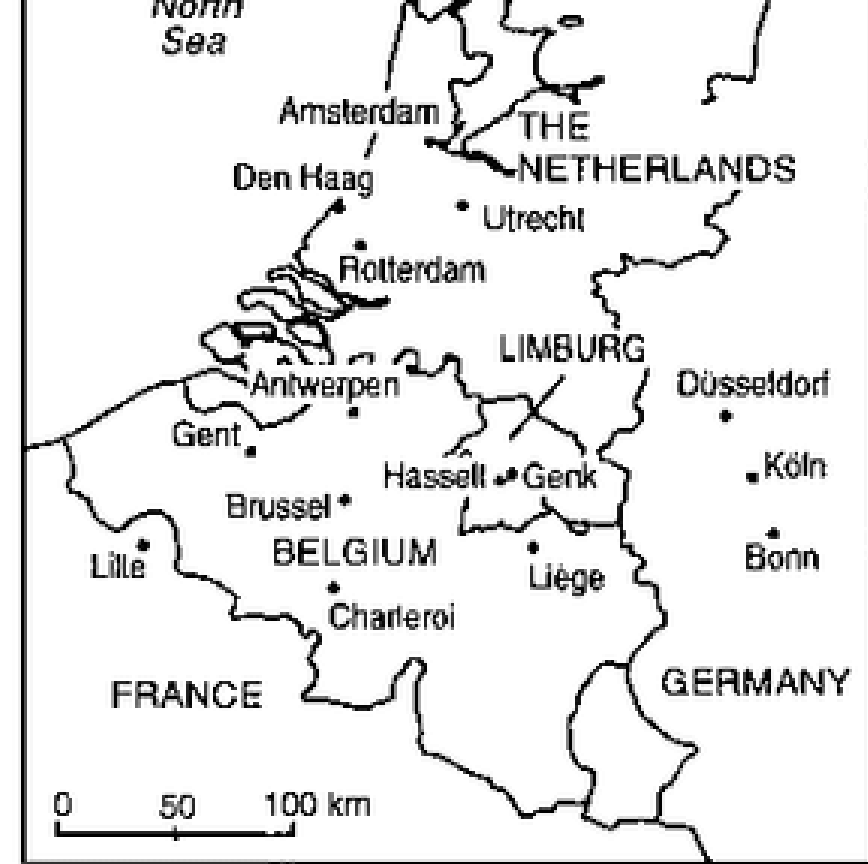 North
Sea
Amsterdam
THE
NETHERLANDS
Den Haag
Utrecht
Rotterdam
LIMBURG
Antwerpen
Düsseldorf
Gent
Hasselt
Genk
Köln
Brussel
BELGIUM
Bonn
Lille
Liège
Charleroi
FRANCE
GERMANY
0 50 100 km